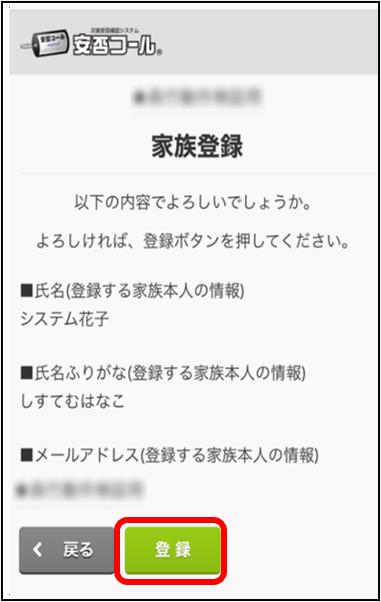 災害安否確認システム
安否コール
安否コール®
家族登録
以下の内容でよろしいでしょうか。
よろしければ、登録ボタンを押してください。
■氏名(登録する家族本人の情報)
システム花子
■氏名ふりがな(登録する家族本人の情報)
しすてむはなこ
■メールアドレス(登録する家族本人の情報)
戻る
登録